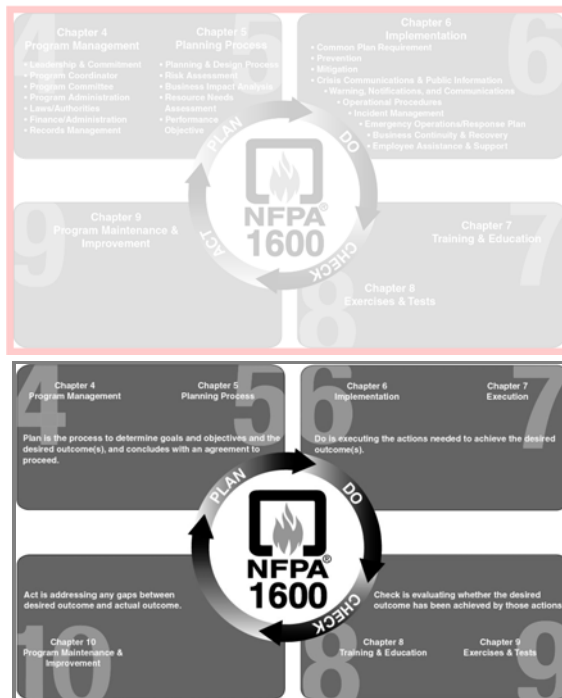 4
Chapter 4
Program Management
• Leadership & Commitment
• Program Coordinator
• Program Committee
• Program Administration
• Laws/Authorities
• Finance/Administration
• Records Management
5
Chapter 5
Planning Process
• Planning & Design Process
• Risk Assessment
• Business Impact Analysis
• Resource Needs
Assessment
• Performance
Objective
6
Chapter 6
Implementation
• Common Plan Requirement
• Prevention
• Mitigation
• Crisis Communications & Public Information
• Warning, Notifications, and Communications
• Operational Procedures
• Incident Management
• Emergency Operations/Response Plan
• Business Continuity & Recovery
• Employee Assistance & Support
PLAN
DO
CHECK
ACT
NFPA®
1600
9
Chapter 9
Program Maintenance &
Improvement
7
Chapter 7
Training & Education
8
Chapter 8
Exercises & Tests
4
Chapter 4
Program Management
5
Chapter 5
Planning Process
Plan is the process to determine goals and objectives and the
desired outcome(s), and concludes with an agreement to
proceed.
6
Chapter 6
Implementation
7
Chapter 7
Execution
Do is executing the actions needed to achieve the desired
outcome(s).
PLAN
DO
CHECK
ACT
NFPA®
1600
Act is addressing any gaps between
desired outcome and actual outcome.
10
Chapter 10
Program Maintenance &
Improvement
Check is evaluating whether the desired
outcome has been achieved by those actions
8
Chapter 8
Training & Education
9
Chapter 9
Exercises & Tests